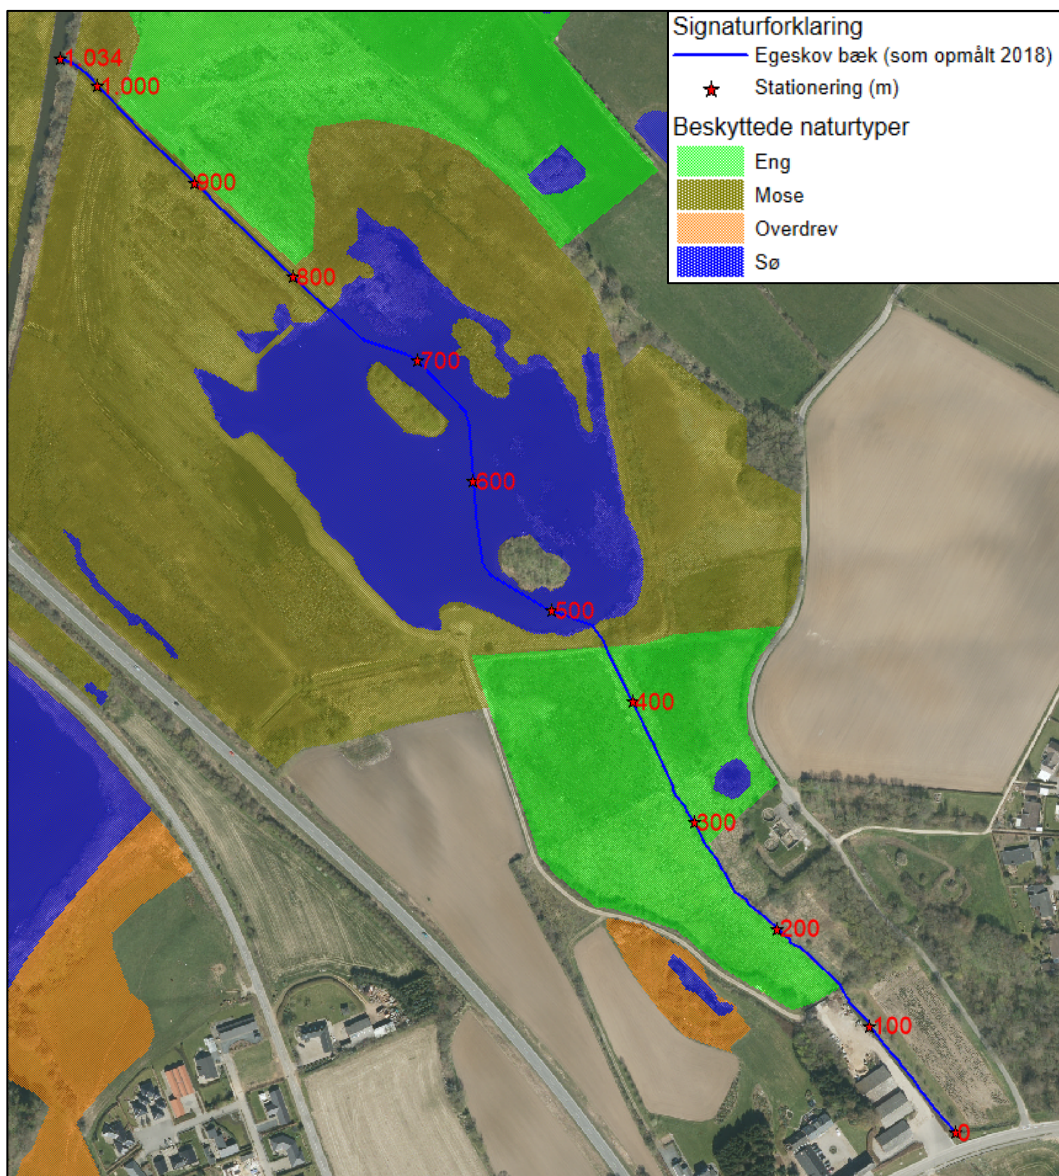 Signaturforklaring
Egeskov bæk (som opmålt 2018)
Stationering (m)
Beskyttede naturtyper
Eng
Mose
Overdrev
Sø
1.034
1.000
900
800
700
600
500
400
300
200
100
0